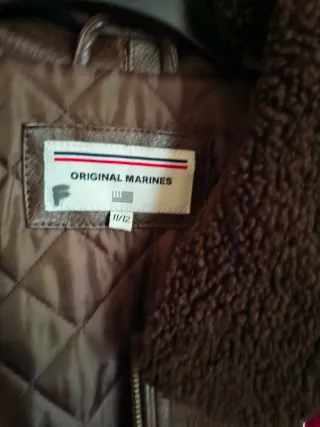 ORIGINAL MARINES
F
11/12